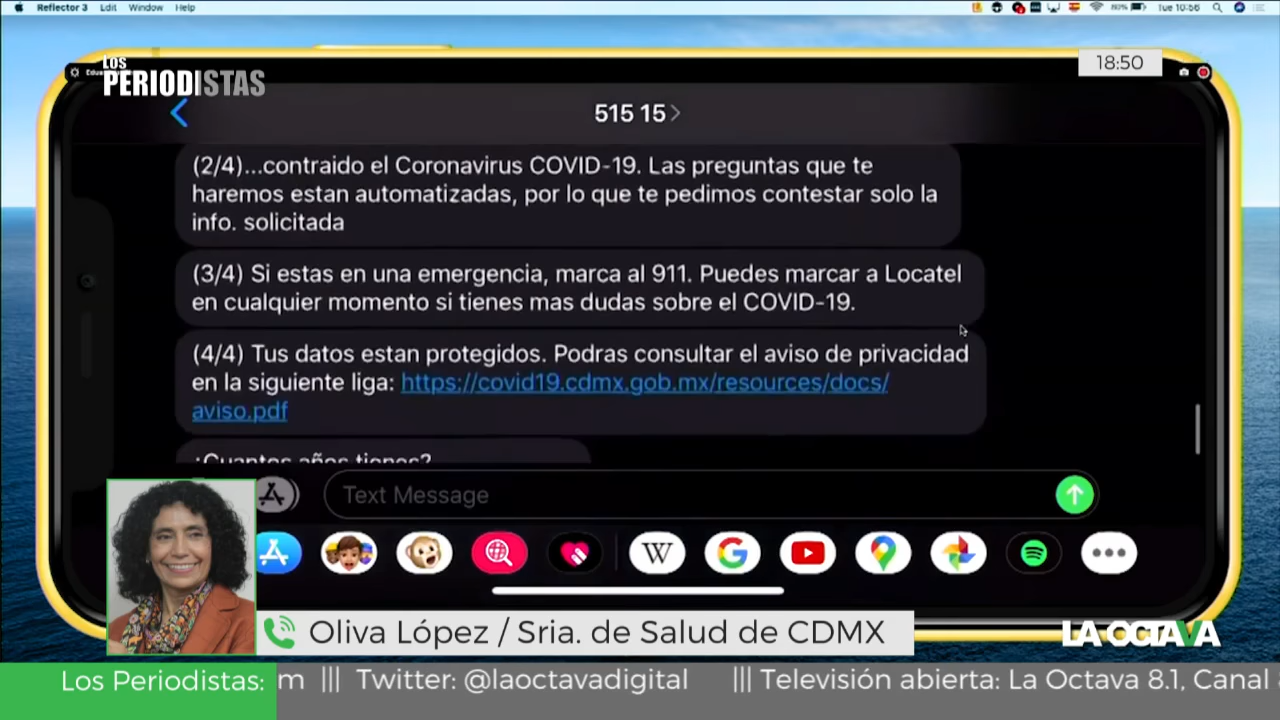 Reflector 3 Edit Window Help
80% Tue 10:56
LOS
PERIODISTAS
18:50
515 15
(2/4)...contraido el Coronavirus COVID-19. Las preguntas que te
haremos estan automatizadas, por lo que te pedimos contestar solo la
info. solicitada
(3/4) Si estas en una emergencia, marca al 911. Puedes marcar a Locatel
en cualquier momento si tienes mas dudas sobre el COVID-19.
(4/4) Tus datos estan protegidos. Podras consultar el aviso de privacidad
en la siguiente liga: https://covid19.cdmx.gob.mx/resources/docs/
aviso.pdf
¿Cuantos años tienes?
Text Message
W
G
Oliva López / Sria. de Salud de CDMX
LA OCTAVA
Los Periodistas: m ||| Twitter: @laoctavadigital ||| Televisión abierta: La Octava 8.1, Canal